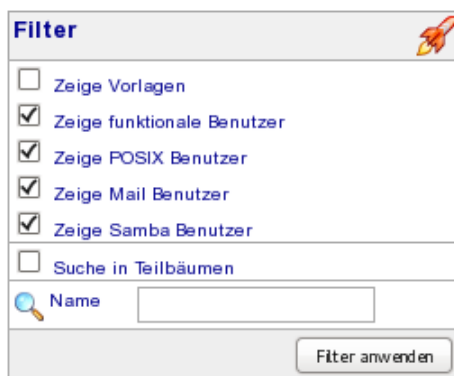 Filter
Zeige Vorlagen
Zeige funktionale Benutzer
Zeige POSIX Benutzer
Zeige Mail Benutzer
Zeige Samba Benutzer
Suche in Teilbäumen
Name
Filter anwenden